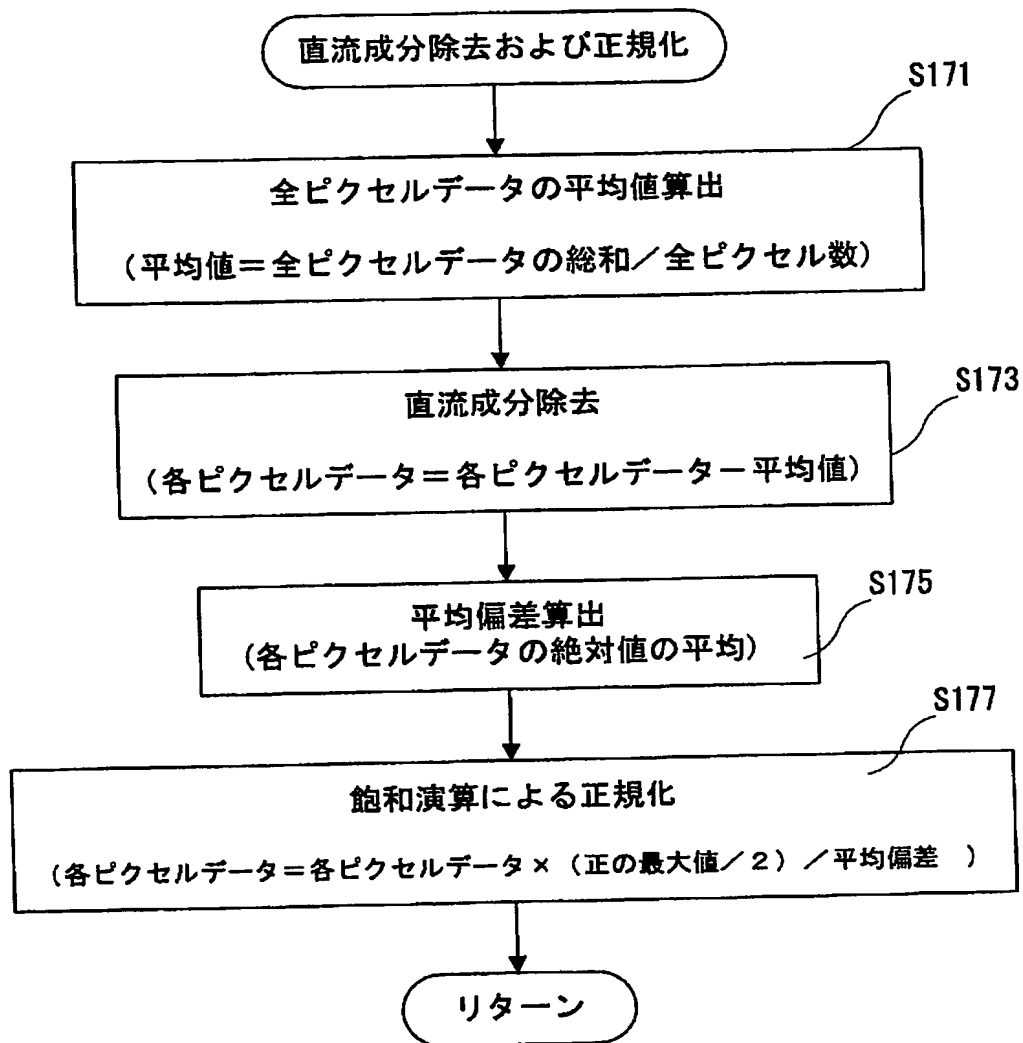 直流成分除去および正規化
S171
全ピクセルデータの平均値算出
(平均値＝全ピクセルデータの総和／全ピクセル数)
S173
直流成分除去
(各ピクセルデータ＝各ピクセルデータ－平均値)
S175
平均偏差算出
(各ピクセルデータの絶対値の平均)
S177
飽和演算による正規化
(各ピクセルデータ＝各ピクセルデータ×（正の最大値／２）／平均偏差　)
リターン